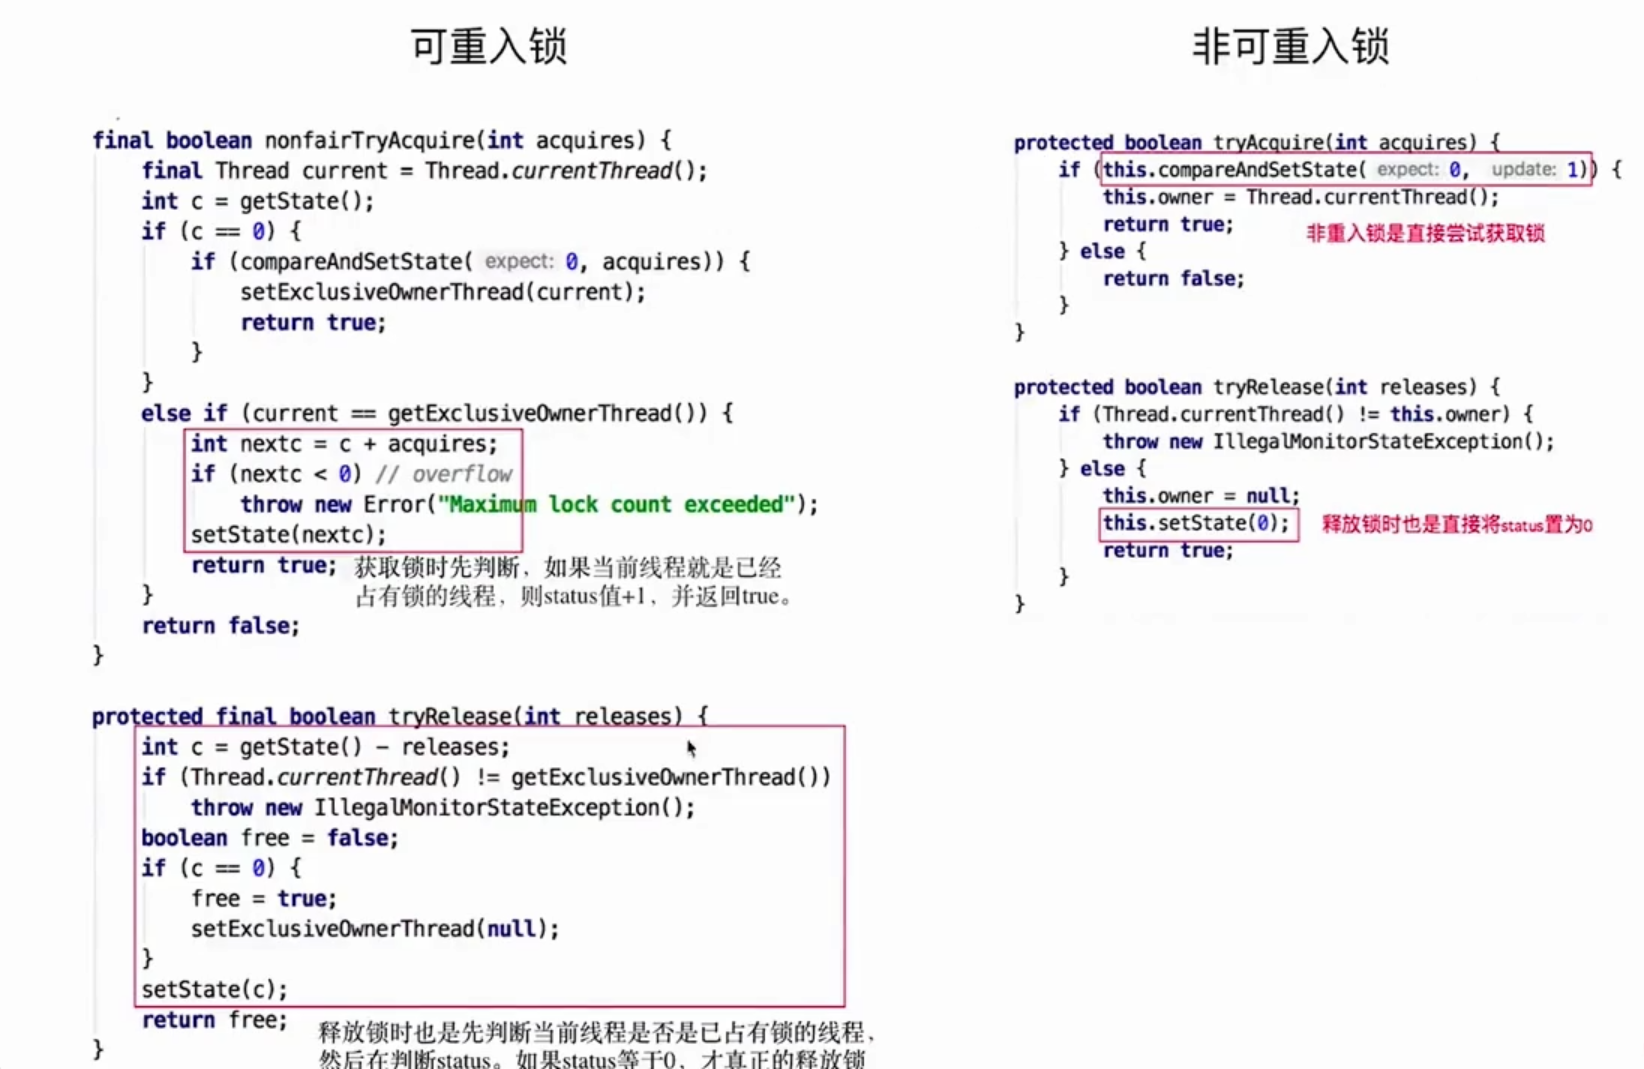 可重入锁
final boolean nonfairTryAcquire(int acquires) {
final Thread current = Thread.currentThread();
int c = getState();
if (c == 0) {
if (compareAndSetState( expect: 0, acquires)) {
setExclusiveOwnerThread(current);
return true;
}
}
else if (current == getExclusiveOwnerThread()) {
int nextc = c + acquires;
if (nextc < 0) // overflow
throw new Error("Maximum lock count exceeded");
setState(nextc);
return true;
获取锁时先判断，如果当前线程就是已经
占有锁的线程，则status值+1，并返回true。
}
return false;
}
protected final boolean tryRelease(int releases) {
int c = getState() - releases;
if (Thread.currentThread() != getExclusiveOwnerThread())
throw new IllegalMonitorStateException();
boolean free = false;
if (c == 0) {
free = true;
setExclusiveOwnerThread(null);
}
setState(c);
return free;
}
释放锁时也是先判断当前线程是否是已占有锁的线程，
然后在判断status。如果status等于0，才真正的释放锁
非可重入锁
protected boolean tryAcquire(int acquires) {
if (this.compareAndSetState( expect: 0, update: 1)) {
this.owner = Thread.currentThread();
return true;
非重入锁是直接尝试获取锁
} else {
return false;
}
}
protected boolean tryRelease(int releases) {
if (Thread.currentThread() != this.owner) {
throw new IllegalMonitorStateException();
} else {
this.owner = null;
this.setState(0);
释放锁时也是直接将status置为0
return true;
}
}